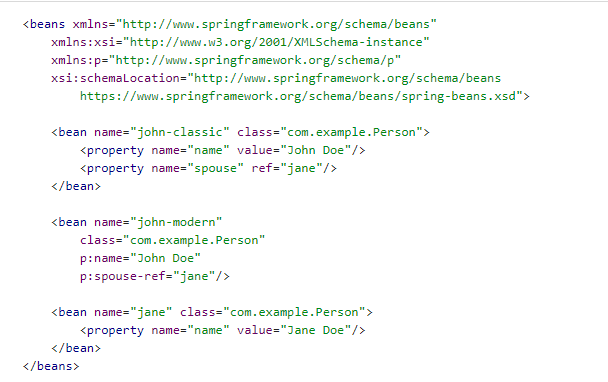 <beans xmlns="http://www.springframework.org/schema/beans"
    xmlns:xsi="http://www.w3.org/2001/XMLSchema-instance"
    xmlns:p="http://www.springframework.org/schema/p"
    xsi:schemaLocation="http://www.springframework.org/schema/beans
        https://www.springframework.org/schema/beans/spring-beans.xsd">

    <bean name="john-classic" class="com.example.Person">
        <property name="name" value="John Doe"/>
        <property name="spouse" ref="jane"/>
    </bean>

    <bean name="john-modern"
        class="com.example.Person"
        p:name="John Doe"
        p:spouse-ref="jane"/>

    <bean name="jane" class="com.example.Person">
        <property name="name" value="Jane Doe"/>
    </bean>
</beans>